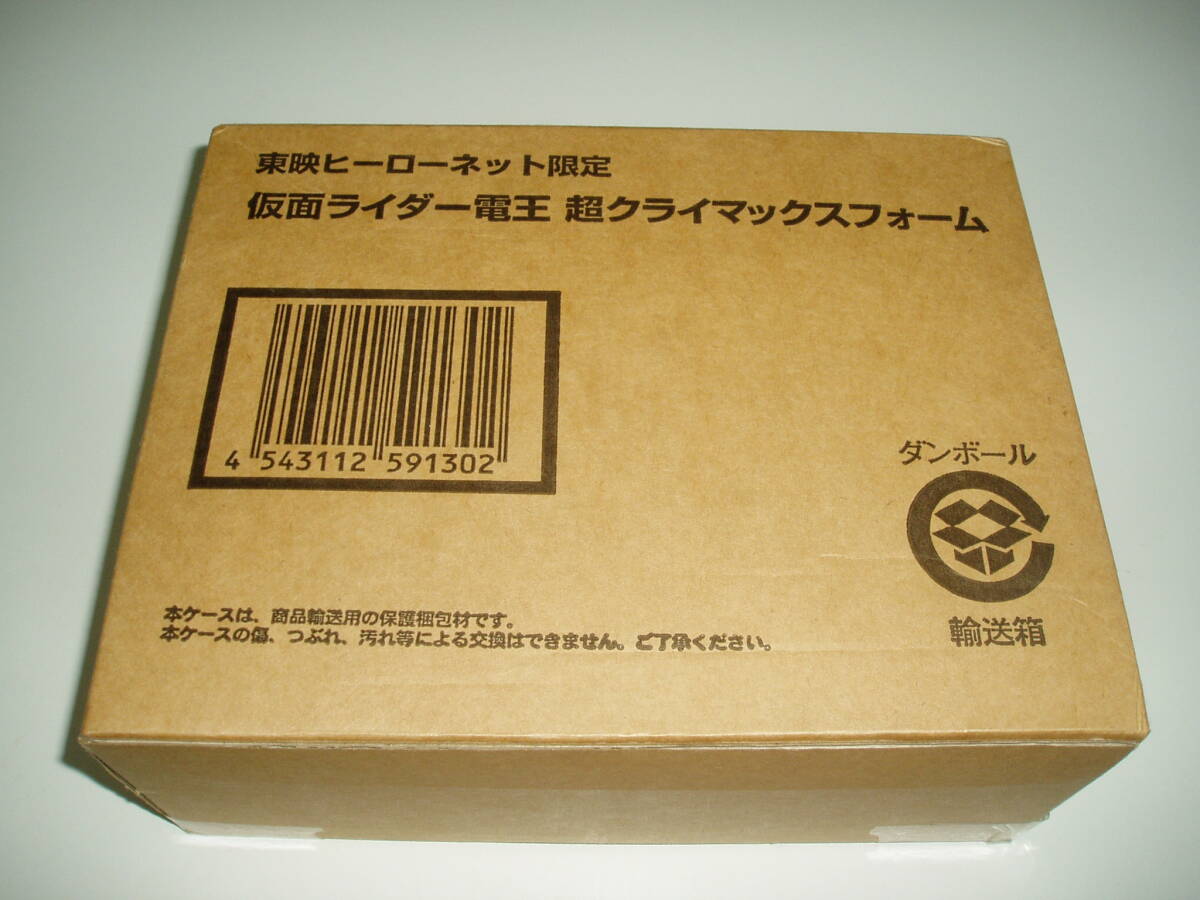 東映ヒーローネット限定
仮面ライダー電王 超クライマックスフォーム
4 543112 591302
ダンボール
輸送箱
本ケースは、商品輸送用の保護梱包材です。
本ケースの傷、つぶれ、汚れ等による交換はできません。ご了承ください。